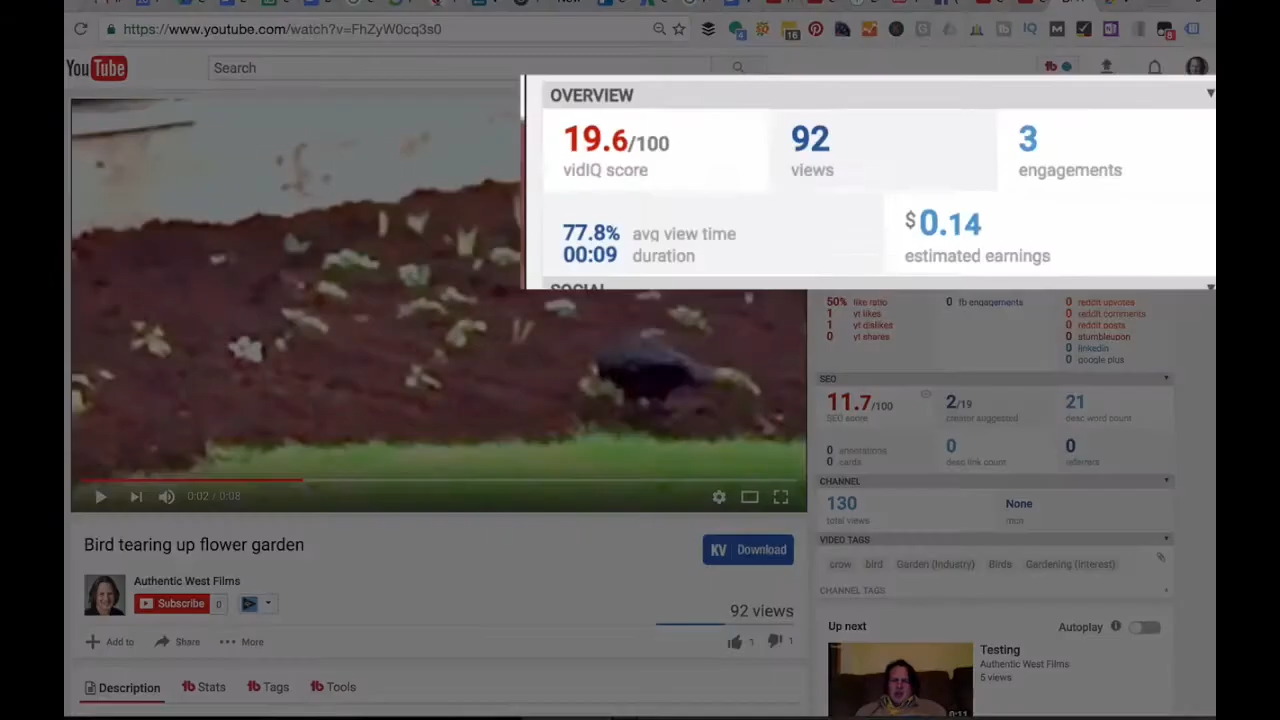 https://www.youtube.com/watch?v=FhZyW0cq3s0
4
16
IQ
M
8
YouTube
Search
OVERVIEW
19.6/100
vidIQ score
92
views
3
engagements
77.8% avg view time
00:09 duration
$0.14
estimated earnings
SOCIAL
50% like ratio
1 yt likes
1 yt dislikes
0 yt shares
0 fb engagements
0 reddit upvotes
0 reddit comments
0 reddit posts
0 stumbleupon
0 linkedin
0 google plus
SEO
11.7/100
SEO score
2/19
creator suggested
21
desc word count
0 annotations
0 cards
0
desc link count
0
referrers
CHANNEL
130
total views
None
mcn
VIDEO TAGS
crow bird Garden (Industry) Birds Gardening (Interest)
CHANNEL TAGS
0:02 / 0:08
Bird tearing up flower garden
KV Download
Authentic West Films
Subscribe 0
92 views
Add to Share More
1 1
Description Stats Tags Tools
Up next
Autoplay
Testing
Authentic West Films
5 views
0:11